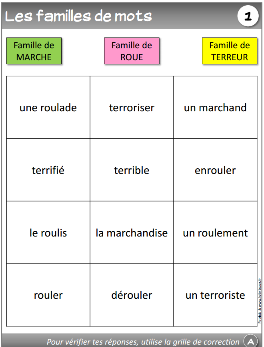 Les familles de mots 1
Famille de MARCHE
Famille de ROUE
Famille de TERREUR
une roulade terroriser un marchand
terrifié terrible enrouler
le roulis la marchandise un roulement
rouler dérouler un terroriste
Pour vérifier tes réponses, utilise la grille de correction A